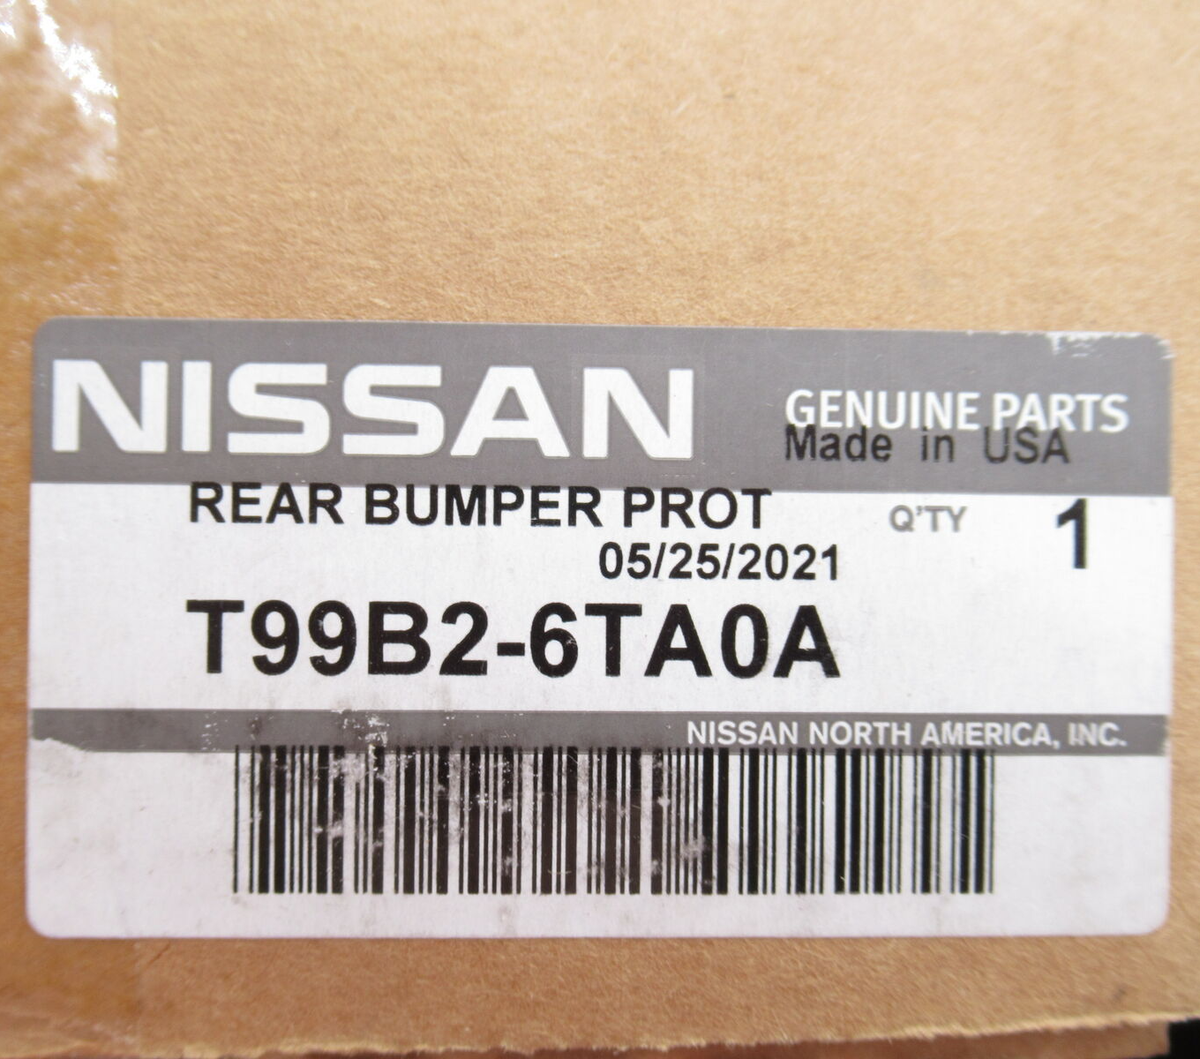 NISSAN
GENUINE PARTS
Made in USA
REAR BUMPER PROT
Q'TY 1
05/25/2021
T99B2-6TA0A
NISSAN NORTH AMERICA, INC.